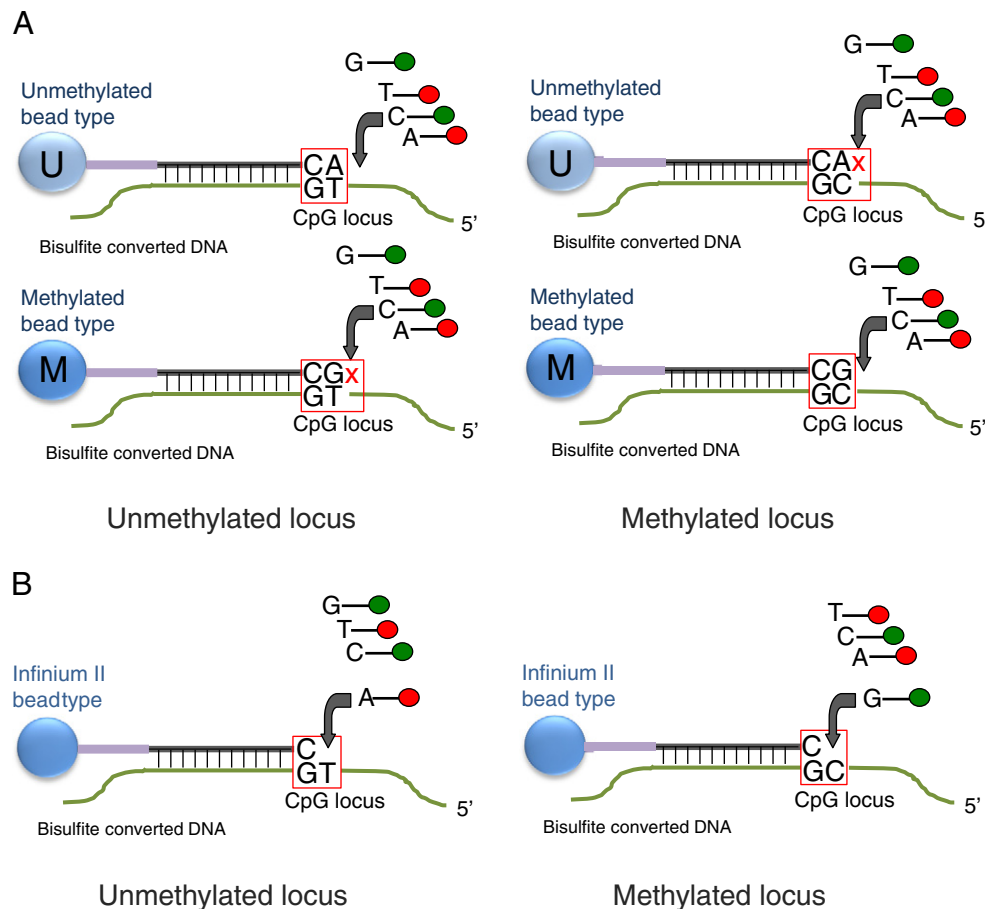 A
G
T
C
A
Unmethylated
bead type
U
CA
GT
CpG locus
5'
Bisulfite converted DNA
G
T
C
A
Methylated
bead type
M
CGx
GT
CpG locus
5'
Bisulfite converted DNA
Unmethylated locus
G
T
C
A
Unmethylated
bead type
U
CAx
GC
CpG locus
5
Bisulfite converted DNA
G
T
C
A
Methylated
bead type
M
CG
GC
CpG locus
5'
Bisulfite converted DNA
Methylated locus
B
G
T
C
A
Infinium II
beadtype
C
GT
CpG locus
5'
Bisulfite converted DNA
Unmethylated locus
T
C
A
G
Infinium II
bead type
C
GC
CpG locus
5'
Bisulfite converted DNA
Methylated locus